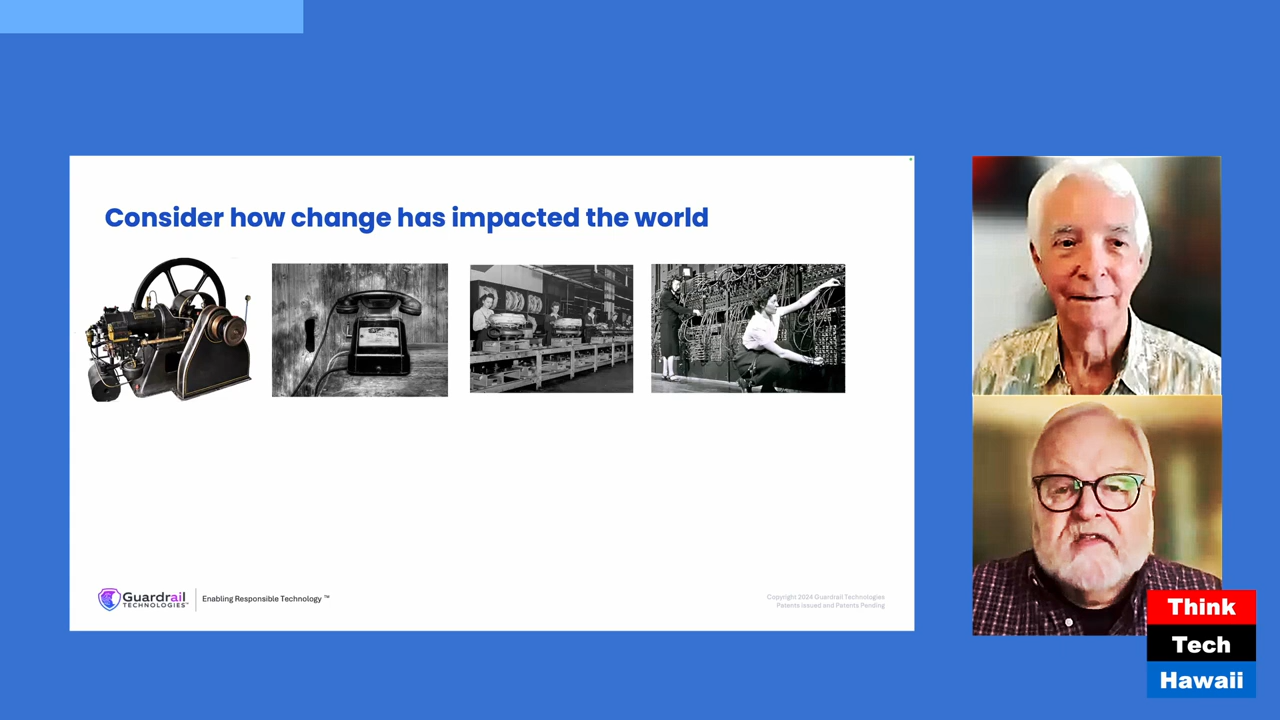 Consider how change has impacted the world
Guardrail
TECHNOLOGIES™
Enabling Responsible Technology ™
Copyright 2024 Guardrail Technologies
Patents Issued and Patents Pending
Think
Tech
Hawaii